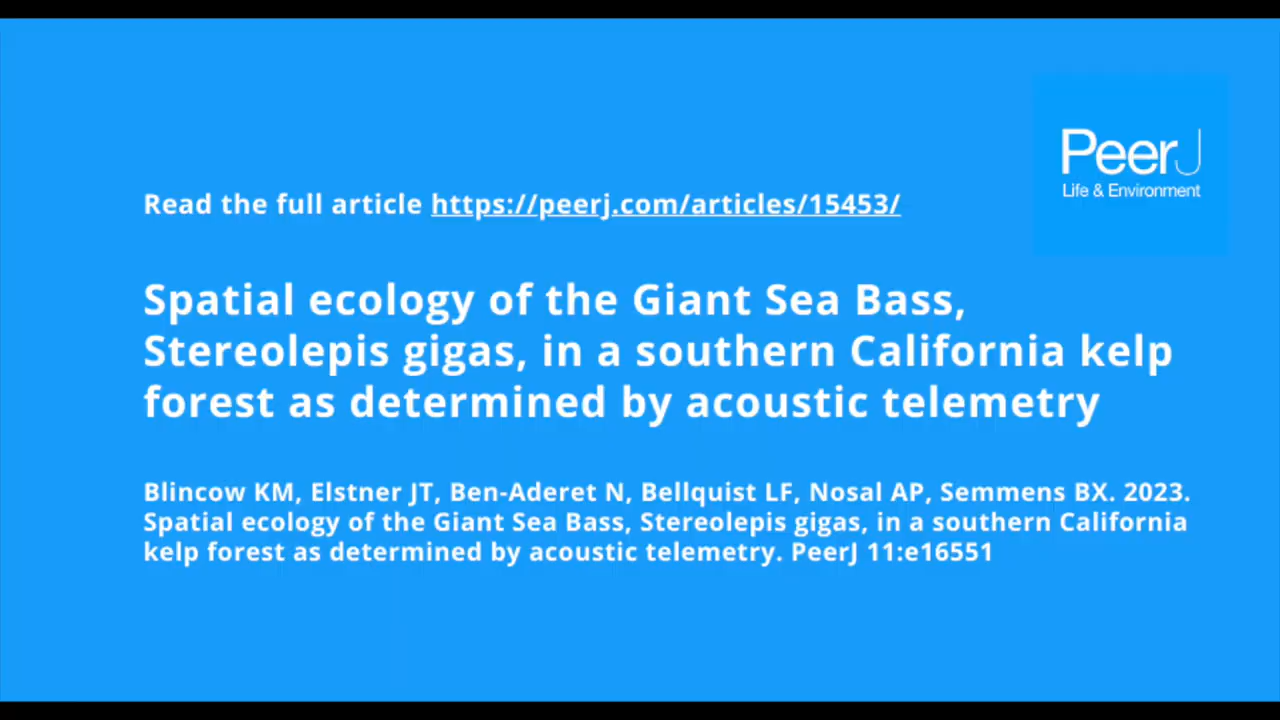 PeerJ
Life & Environment
Read the full article https://peerj.com/articles/15453/
Spatial ecology of the Giant Sea Bass,
Stereolepis gigas, in a southern California kelp
forest as determined by acoustic telemetry
Blincow KM, Elstner JT, Ben-Aderet N, Bellquist LF, Nosal AP, Semmens BX. 2023.
Spatial ecology of the Giant Sea Bass, Stereolepis gigas, in a southern California
kelp forest as determined by acoustic telemetry. PeerJ 11:e16551